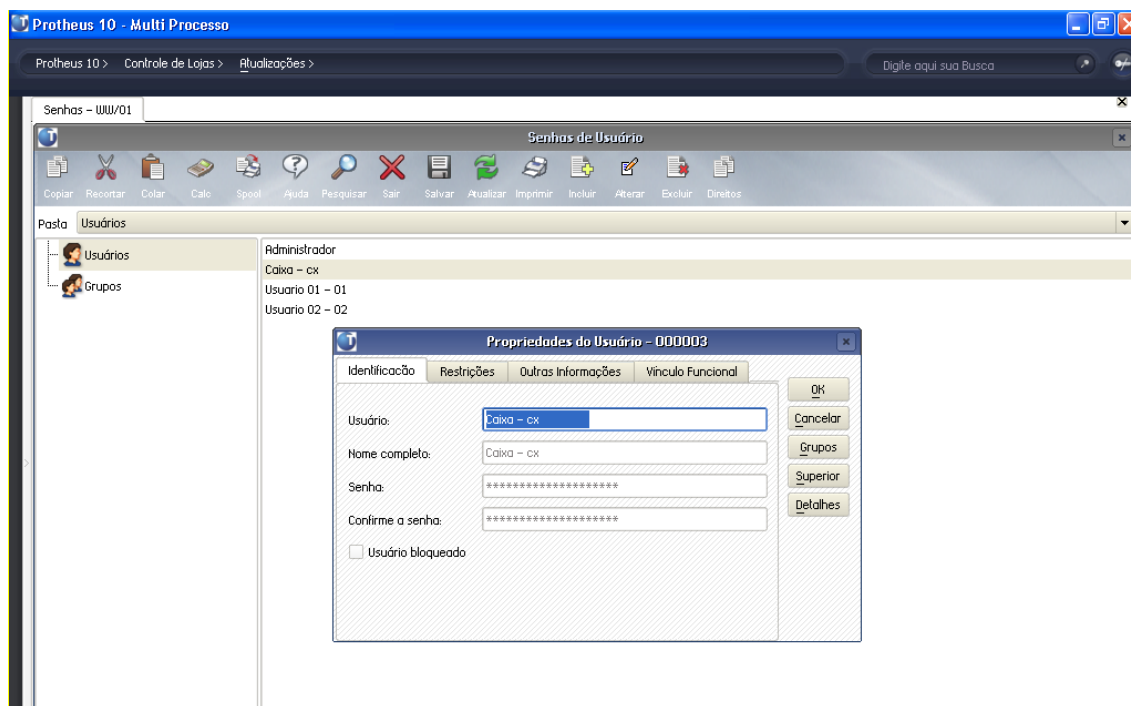 Protheus 10 - Multi Processo
Protheus 10 > Controle de Lojas > Atualizações >
Digite aqui sua Busca
Senhas - WW/01
Senhas de Usuário
Copiar Recortar Colar Calc Spool Ajuda Pesquisar Sair Salvar Atualizar Imprimir Incluir Alterar Excluir Direitos
Pasta Usuários
Usuários
Grupos
Administrador
Caixa - cx
Usuario 01 - 01
Usuario 02 - 02
Propriedades do Usuário - 000003
Identificacão Restrições Outras Informações Vínculo Funcional
Usuário: Caixa - cx
Nome completo: Caixa - cx
Senha: ********************
Confirme a senha: ********************
Usuário bloqueado
OK
Cancelar
Grupos
Superior
Detalhes